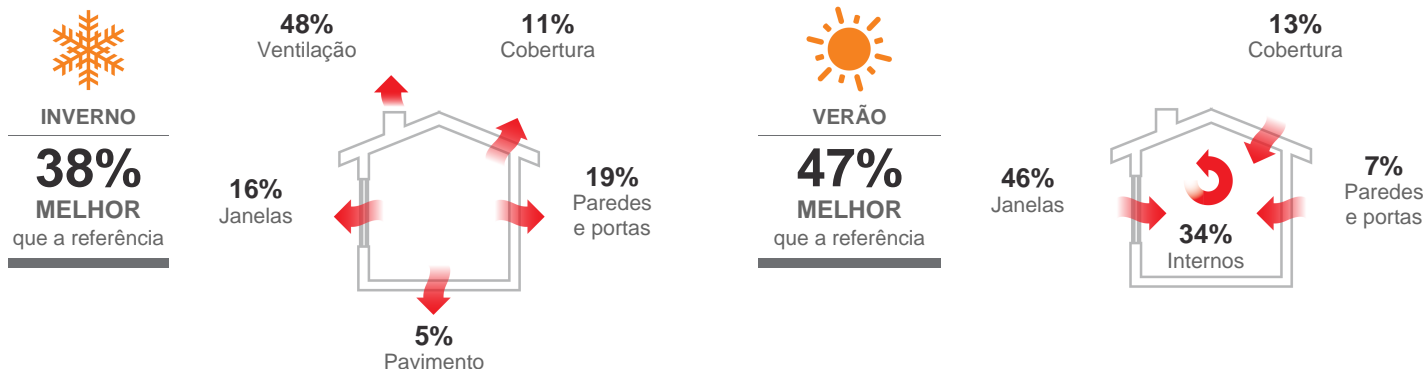 INVERNO
38%
MELHOR
que a referência
48%
Ventilação
11%
Cobertura
16%
Janelas
19%
Paredes
e portas
5%
Pavimento
VERÃO
47%
MELHOR
que a referência
13%
Cobertura
46%
Janelas
7%
Paredes
e portas
34%
Internos